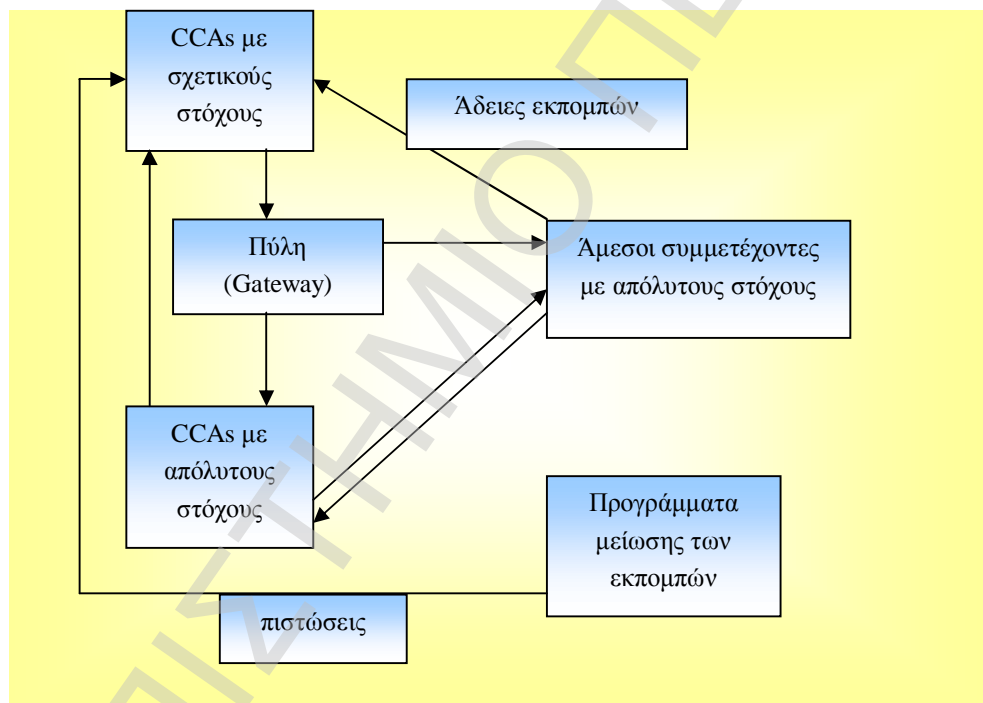 CCAs με
σχετικούς
στόχους
Άδειες εκπομπών
Πύλη
(Gateway)
Άμεσοι συμμετέχοντες
με απόλυτους στόχους
CCAs με
απόλυτους
στόχους
Προγράμματα
μείωσης των
εκπομπών
πιστώσεις